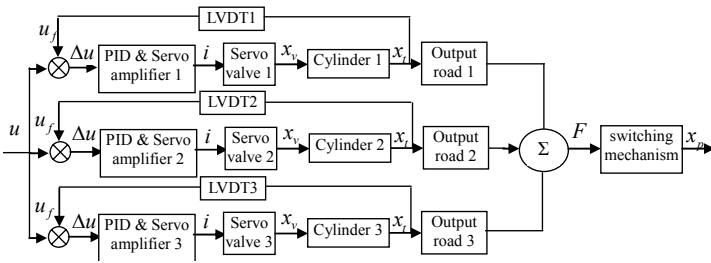 LVDT1
u_f
Δu
PID & Servo amplifier 1
i
Servo valve 1
x_v
Cylinder 1
x_t
Output road 1
LVDT2
u
u_f
Δu
PID & Servo amplifier 2
i
Servo valve 2
x_v
Cylinder 2
x_t
Output road 2
Σ
F
switching mechanism
x_p
LVDT3
u_f
Δu
PID & Servo amplifier 3
i
Servo valve 3
x_v
Cylinder 3
x_t
Output road 3